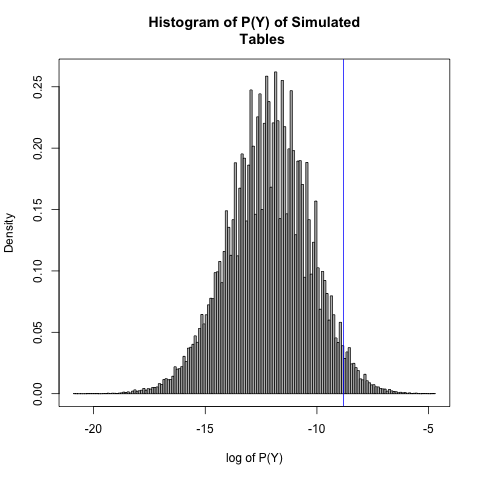 Histogram of P(Y) of Simulated
Tables
Density
0.25
0.20
0.15
0.10
0.05
0.00
-20
-15
-10
-5
log of P(Y)